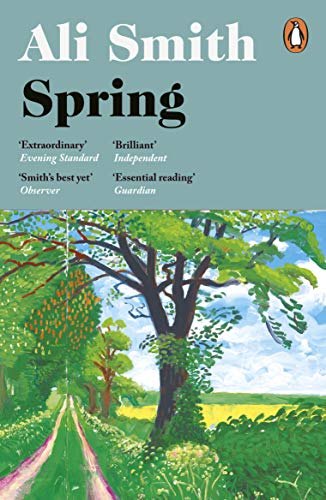 Ali Smith
Spring
‘Extraordinary’
Evening Standard
‘Brilliant’
Independent
‘Smith’s best yet’
Observer
‘Essential reading’
Guardian